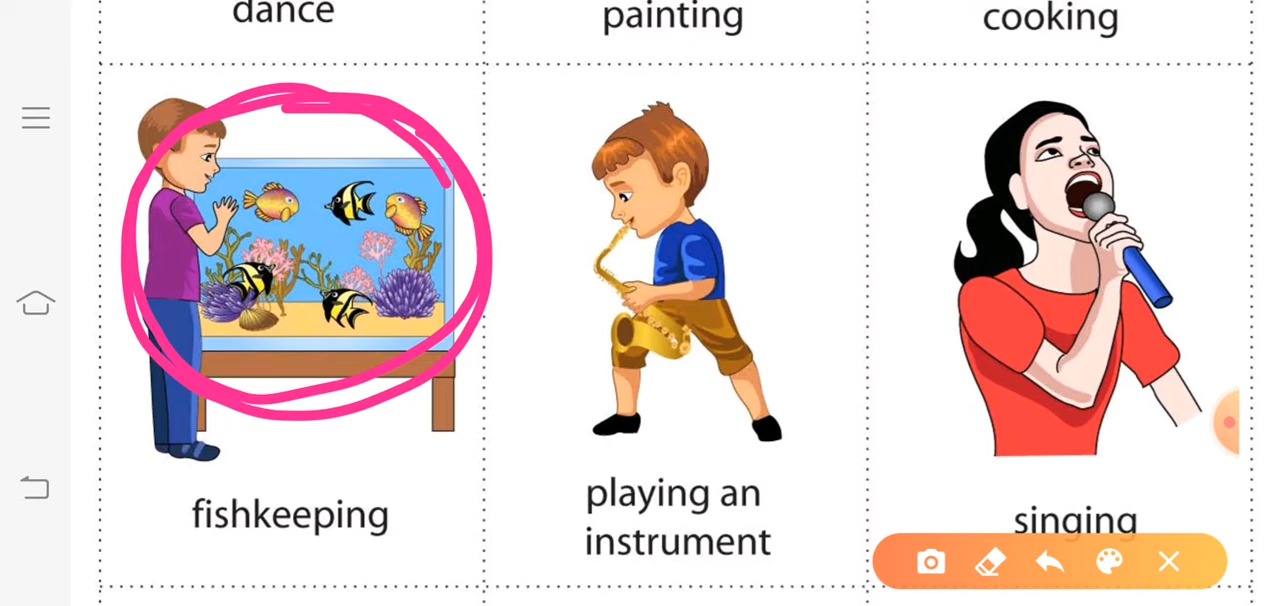 dance
painting
cooking
fishkeeping
playing an
instrument
singing